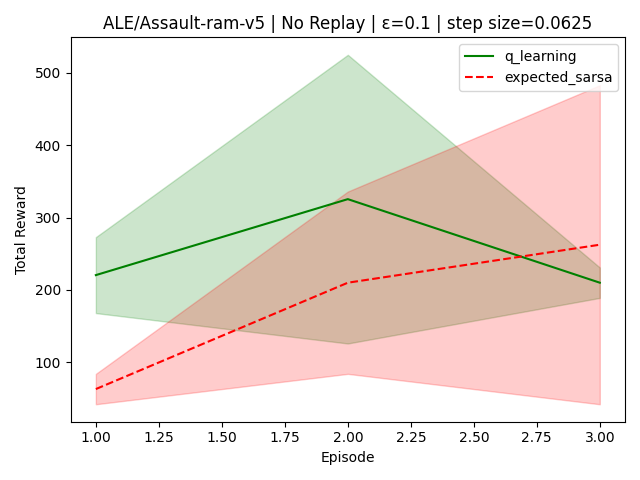 ALE/Assault-ram-v5 | No Replay | ε=0.1 | step size=0.0625
q_learning
expected_sarsa
Total Reward
500
400
300
200
100
1.00 1.25 1.50 1.75 2.00 2.25 2.50 2.75 3.00
Episode